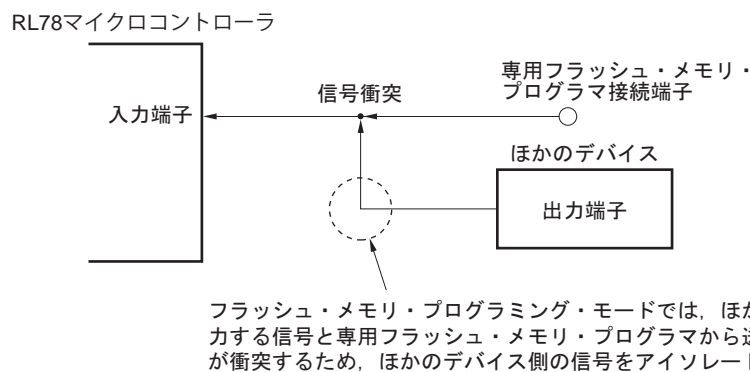 RL78マイクロコントローラ
専用フラッシュ・メモリ・
プログラマ接続端子
信号衝突
入力端子
ほかのデバイス
出力端子
フラッシュ・メモリ・プログラミング・モードでは，ほか
力する信号と専用フラッシュ・メモリ・プログラマから
が衝突するため，ほかのデバイス側の信号をアイソレート